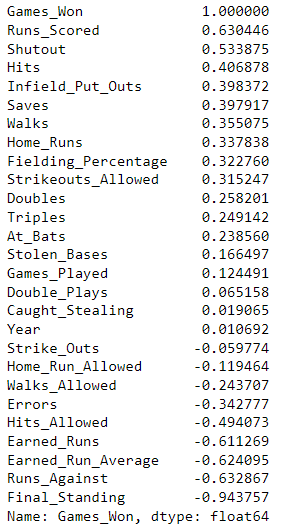 Games_Won 1.000000
Runs_Scored 0.630446
Shutout 0.533875
Hits 0.406878
Infield_Put_Outs 0.398372
Saves 0.397917
Walks 0.355075
Home_Runs 0.337838
Fielding_Percentage 0.322760
Strikeouts_Allowed 0.315247
Doubles 0.258201
Triples 0.249142
At_Bats 0.238560
Stolen_Bases 0.166497
Games_Played 0.124491
Double_Plays 0.065158
Caught_Stealing 0.019065
Year 0.010692
Strike_Outs -0.059774
Home_Run_Allowed -0.119464
Walks_Allowed -0.243707
Errors -0.342777
Hits_Allowed -0.494073
Earned_Runs -0.611269
Earned_Run_Average -0.624095
Runs_Against -0.632867
Final_Standing -0.943757
Name: Games_Won, dtype: float64